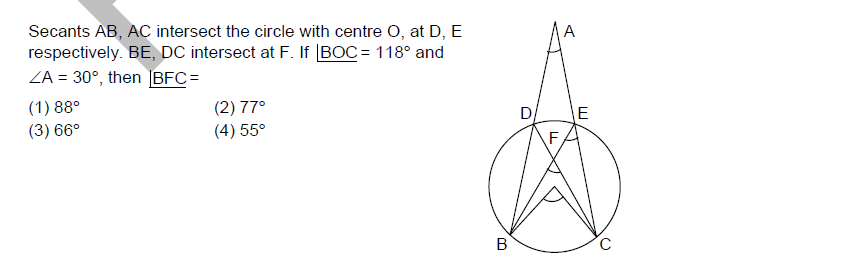 Secants AB, AC intersect the circle with centre O, at D, E
respectively. BE, DC intersect at F. If |BOC = 118° and
∠A = 30°, then |BFC =
(1) 88° (2) 77°
(3) 66° (4) 55°
A
D E
F
B C